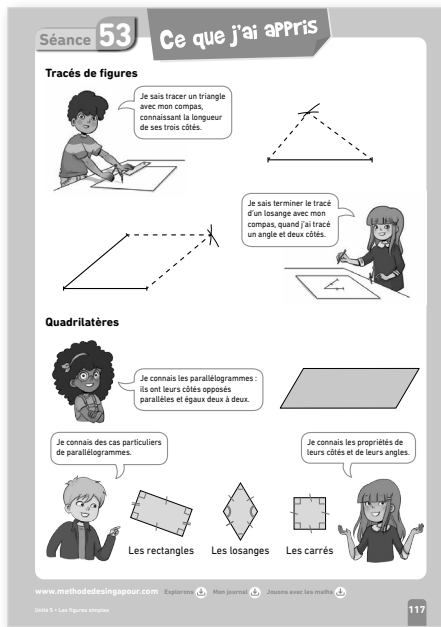 Séance 53
Ce que j'ai appris
Tracés de figures
Je sais tracer un triangle
avec mon compas,
connaissant la longueur
de ses trois côtés.
Je sais terminer le tracé
d'un losange avec mon
compas, quand j'ai tracé
un angle et deux côtés.
Quadrilatères
Je connais les parallélogrammes :
ils ont leurs côtés opposés
parallèles et égaux deux à deux.
Je connais des cas particuliers
de parallélogrammes.
Je connais les propriétés de
leurs côtés et de leurs angles.
Les rectangles
Les losanges
Les carrés
www.methodedesingapour.com Explorons Mon journal Jouons avec les maths
Unité 5 • Les figures simples
117